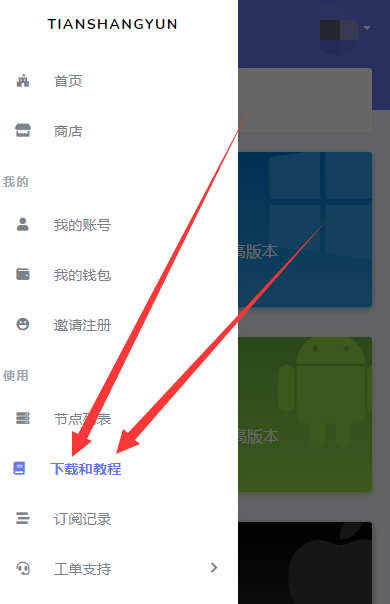 TIANSHANGYUN
首页
商店
我的
我的账号
我的钱包
邀请注册
使用
节点列表
下载和教程
订阅记录
工单支持
高版本
高版本